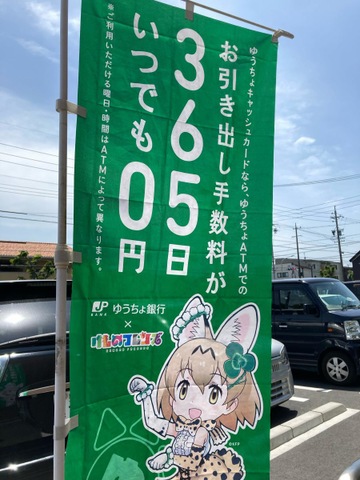 ゆうちょキャッシュカードなら、ゆうちょATMでの
お引き出し手数料が
365日
いつでも0円
※ご利用いただける曜日・時間はATMによって異なります。
JP
BANK
ゆうちょ銀行
×
けものフレンズ
KEMONO FRIENDS